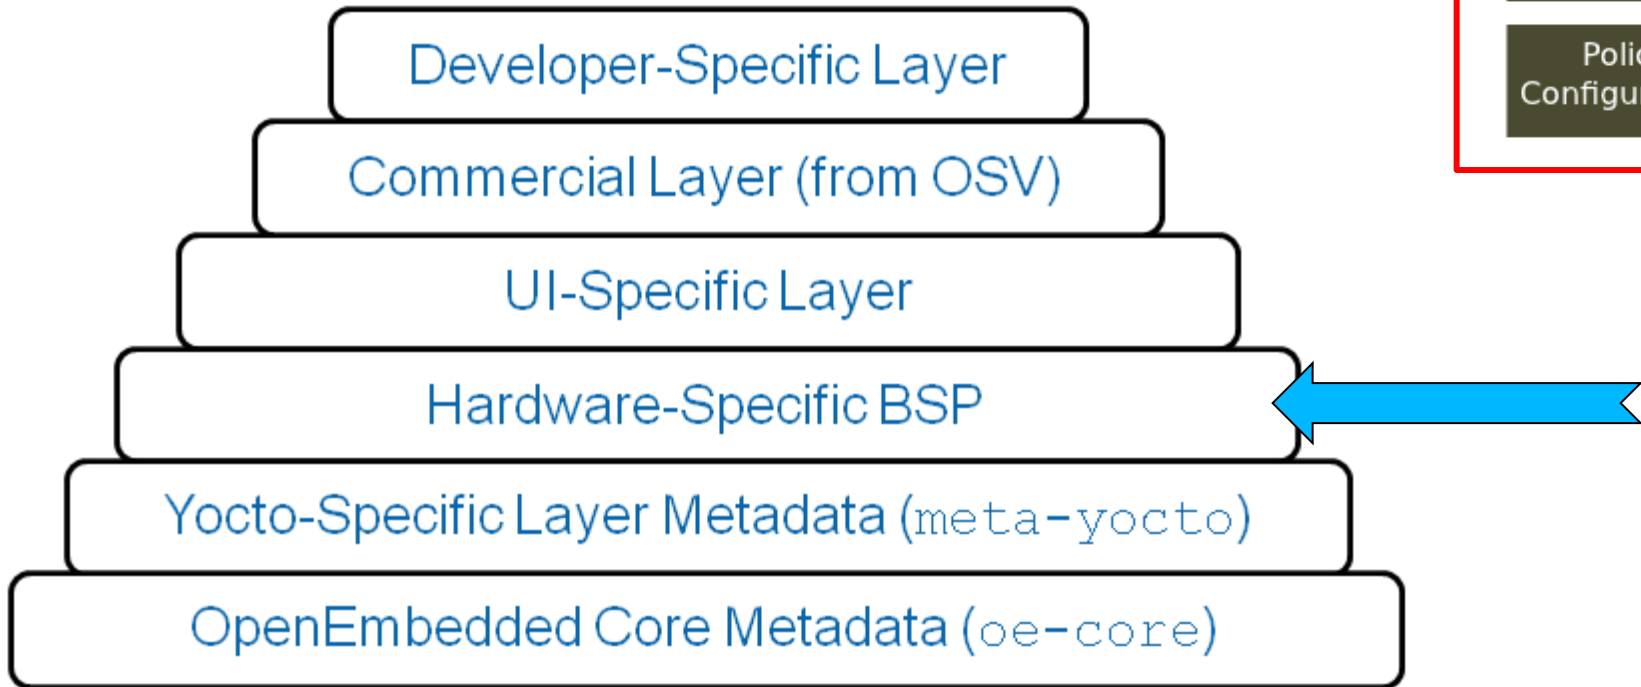 Developer-Specific Layer
Commercial Layer (from OSV)
UI-Specific Layer
Hardware-Specific BSP
Yocto-Specific Layer Metadata (meta-yocto)
OpenEmbedded Core Metadata (oe-core)